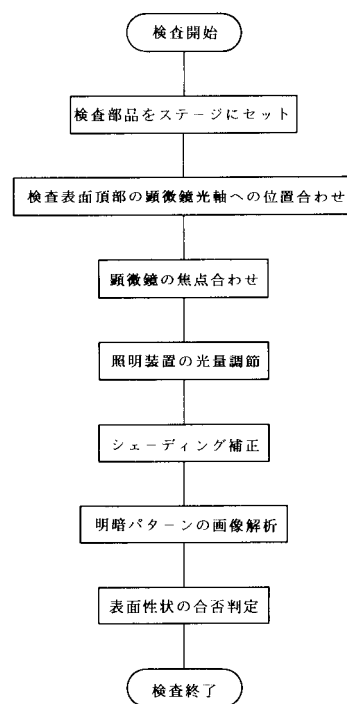 検査開始
検査部品をステージにセット
検査表面頂部の顕微鏡光軸への位置合わせ
顕微鏡の焦点合わせ
照明装置の光量調節
シェーディング補正
明暗パターンの画像解析
表面性状の合否判定
検査終了